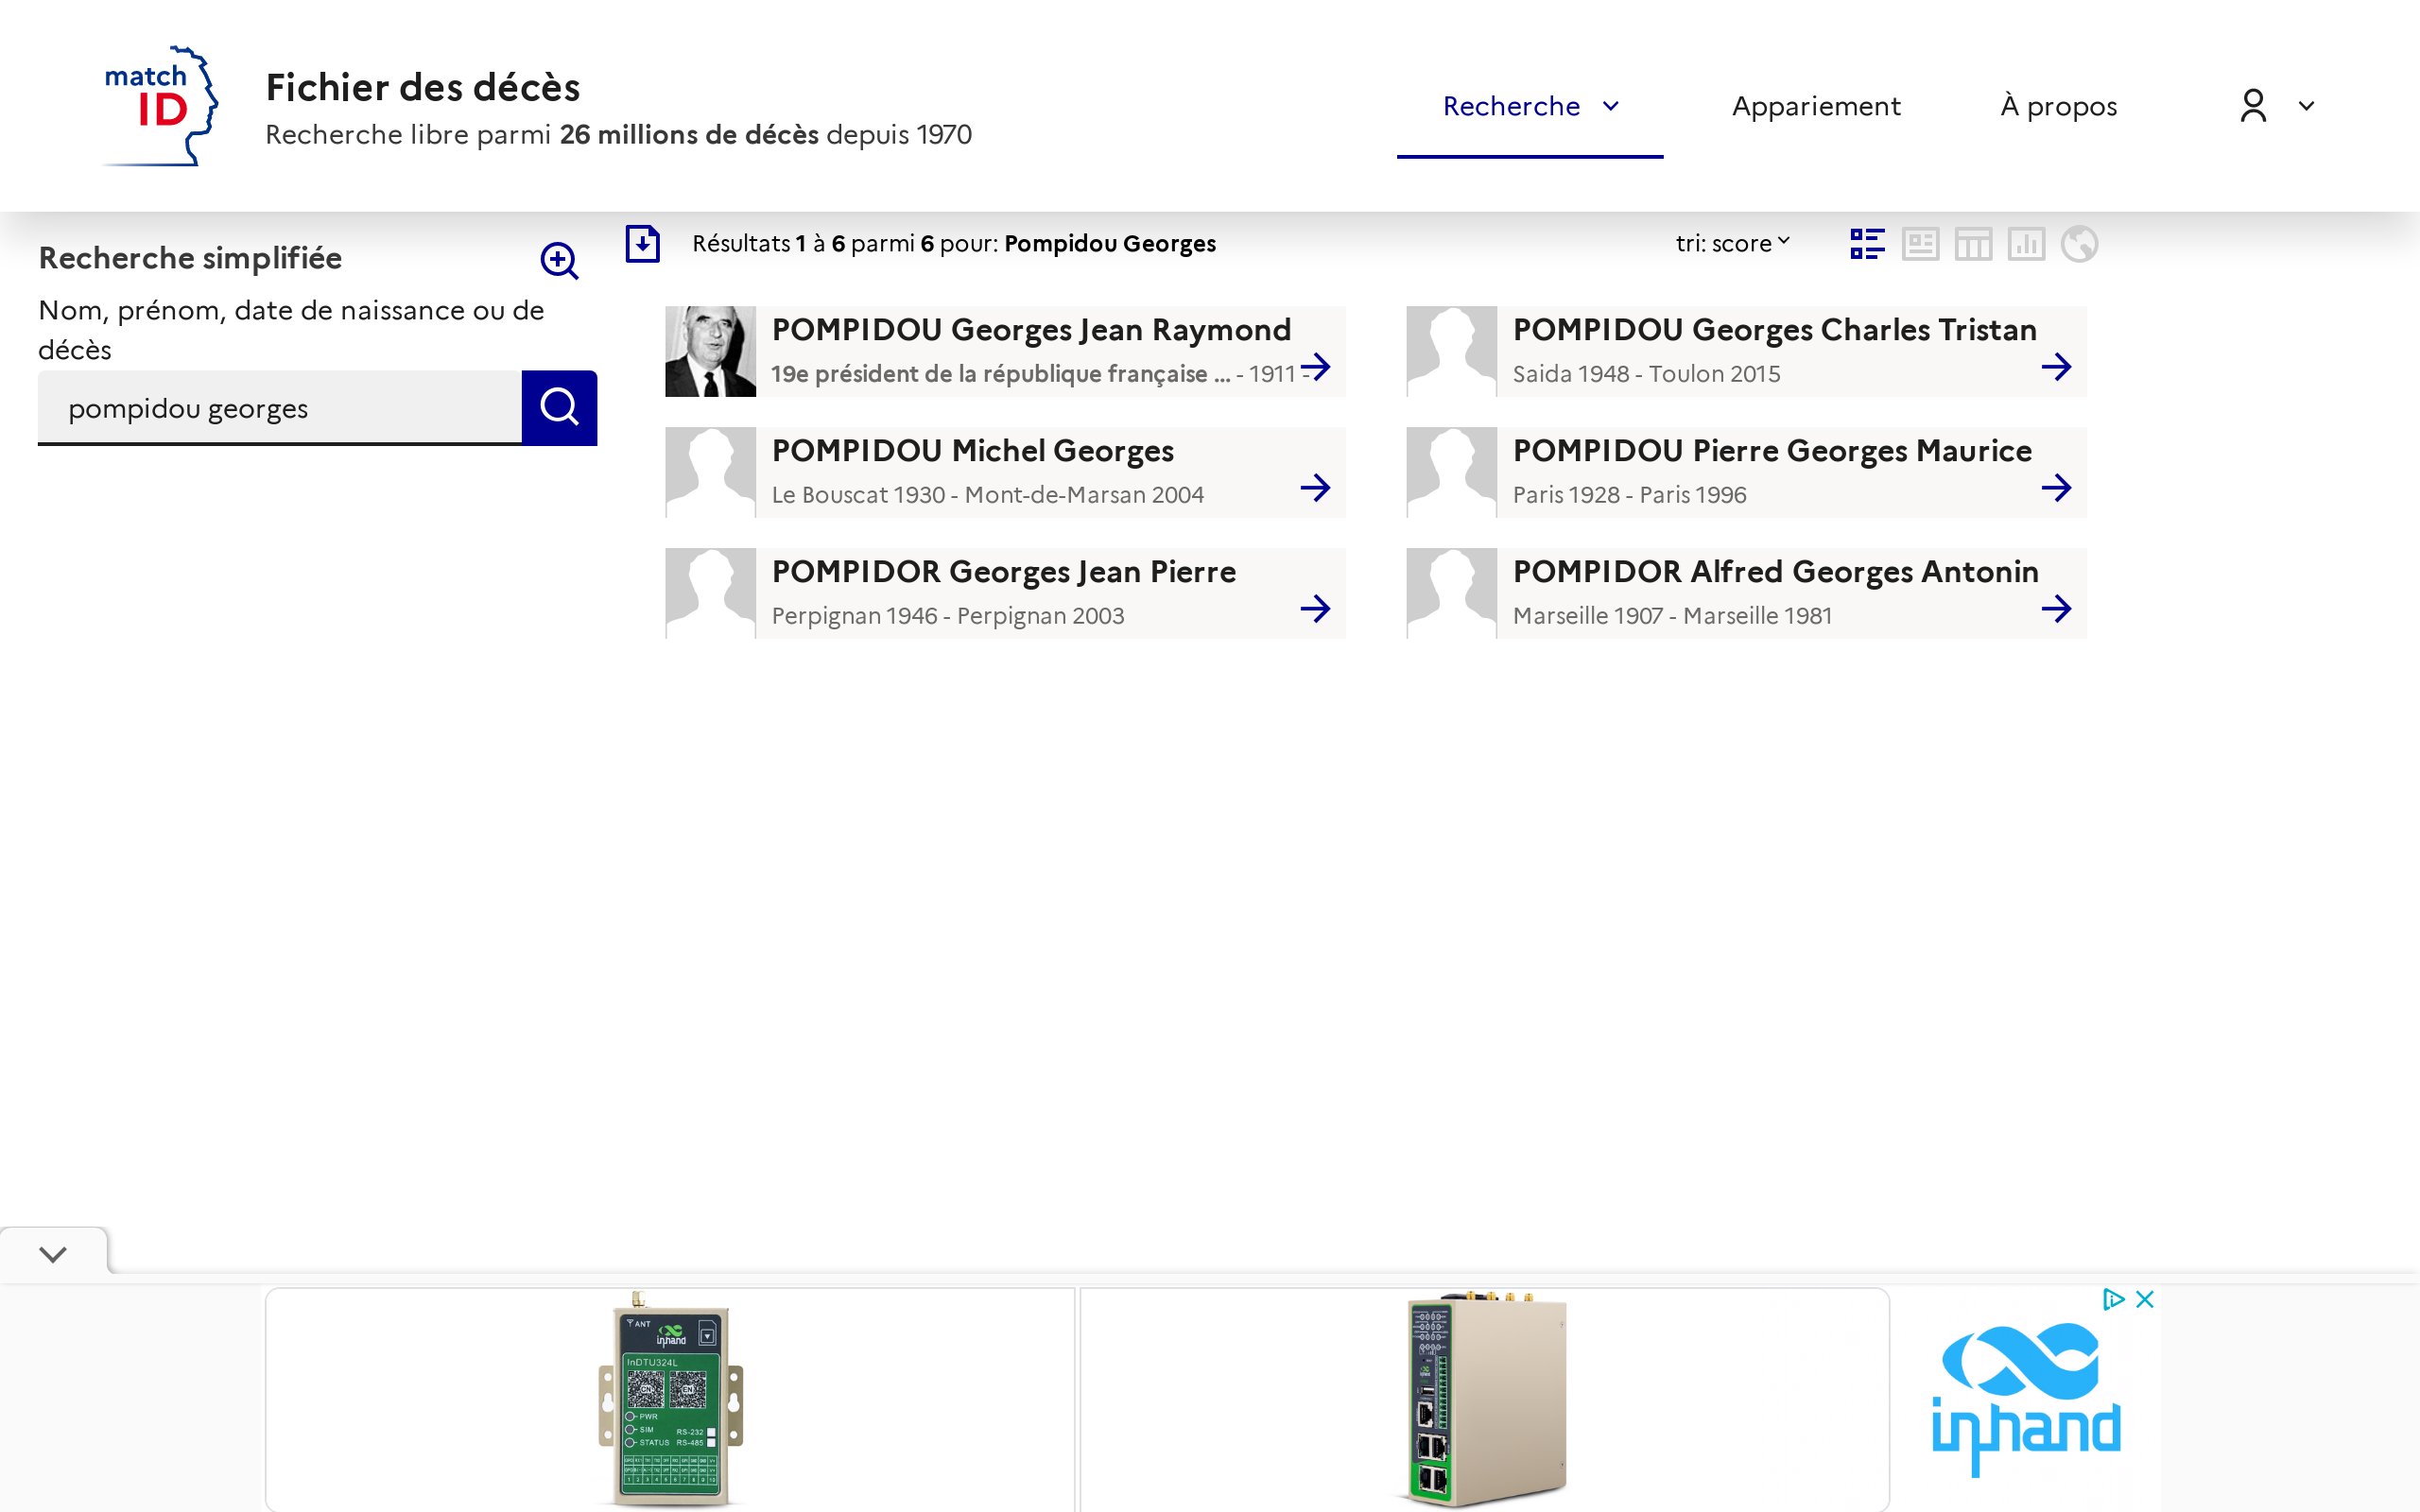 match
ID
Fichier des décès
Recherche libre parmi 26 millions de décès depuis 1970
Recherche
Appariement
À propos
Recherche simplifiée
Nom, prénom, date de naissance ou de
décès
pompidou georges
Résultats 1 à 6 parmi 6 pour: Pompidou Georges
tri: score
POMPIDOU Georges Jean Raymond
19e président de la république française ... - 1911 -
POMPIDOU Georges Charles Tristan
Saida 1948 - Toulon 2015
POMPIDOU Michel Georges
Le Bouscat 1930 - Mont-de-Marsan 2004
POMPIDOU Pierre Georges Maurice
Paris 1928 - Paris 1996
POMPIDOR Georges Jean Pierre
Perpignan 1946 - Perpignan 2003
POMPIDOR Alfred Georges Antonin
Marseille 1907 - Marseille 1981
ANT
inhand
InDTU324L
PWR
SIM
STATUS
RS-232
RS-485
inhand